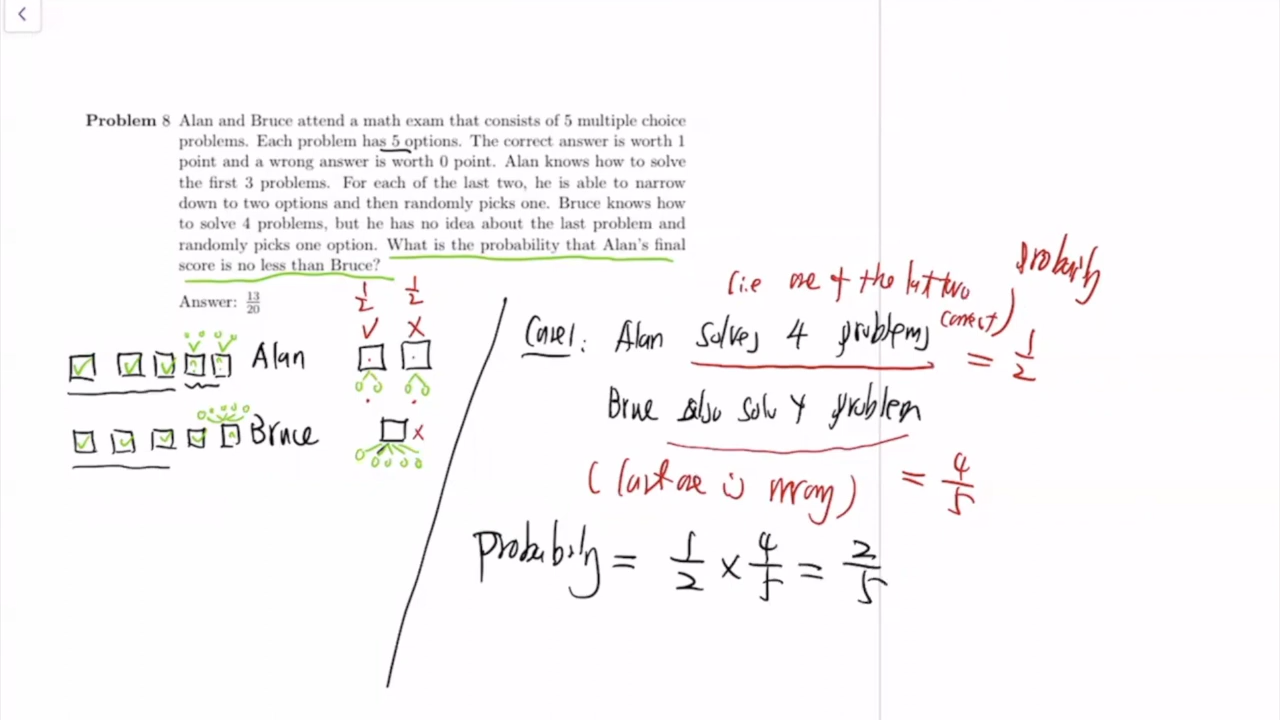 Problem 8 Alan and Bruce attend a math exam that consists of 5 multiple choice
problems. Each problem has 5 options. The correct answer is worth 1
point and a wrong answer is worth 0 point. Alan knows how to solve
the first 3 problems. For each of the last two, he is able to narrow
down to two options and then randomly picks one. Bruce knows how
to solve 4 problems, but he has no idea about the last problem and
randomly picks one option. What is the probability that Alan's final
score is no less than Bruce?
Answer: 13/20
1/2 1/2
Alan
Bruce
probability
(i.e one of the last two
correct)
Case1: Alan solves 4 problems = 1/2
Brue also solv 4 problem
(last one is wrong) = 4/5
probability = 1/2 × 4/5 = 2/5